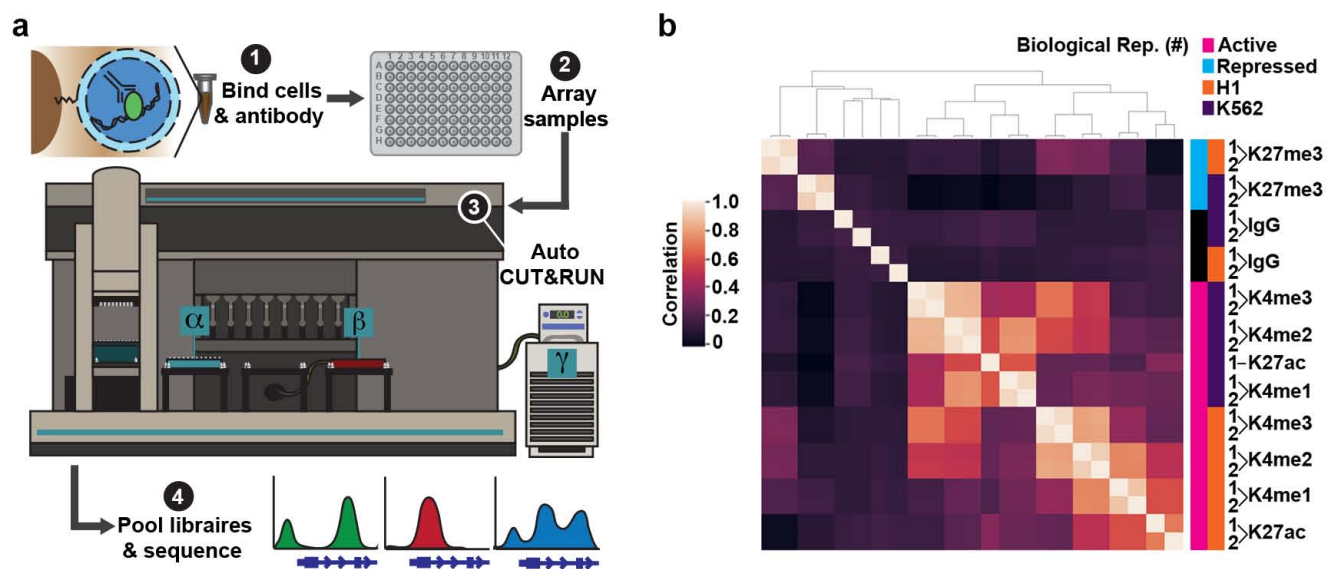 a
1
Bind cells
& antibody
1 2 3 4 5 6 7 8 9 10 11 12
A
B
C
D
E
F
G
H
2
Array
samples
3
Auto
CUT&RUN
α
β
0.0
γ
4
Pool libraires
& sequence
b
Biological Rep. (#)
Active
Repressed
H1
K562
Correlation
1.0
0.8
0.6
0.4
0.2
0
1
2
K27me3
1
2
K27me3
1
2
IgG
1
2
IgG
1
2
K4me3
1
2
K4me2
1
K27ac
1
2
K4me1
1
2
K4me3
1
2
K4me2
1
2
K4me1
1
2
K27ac